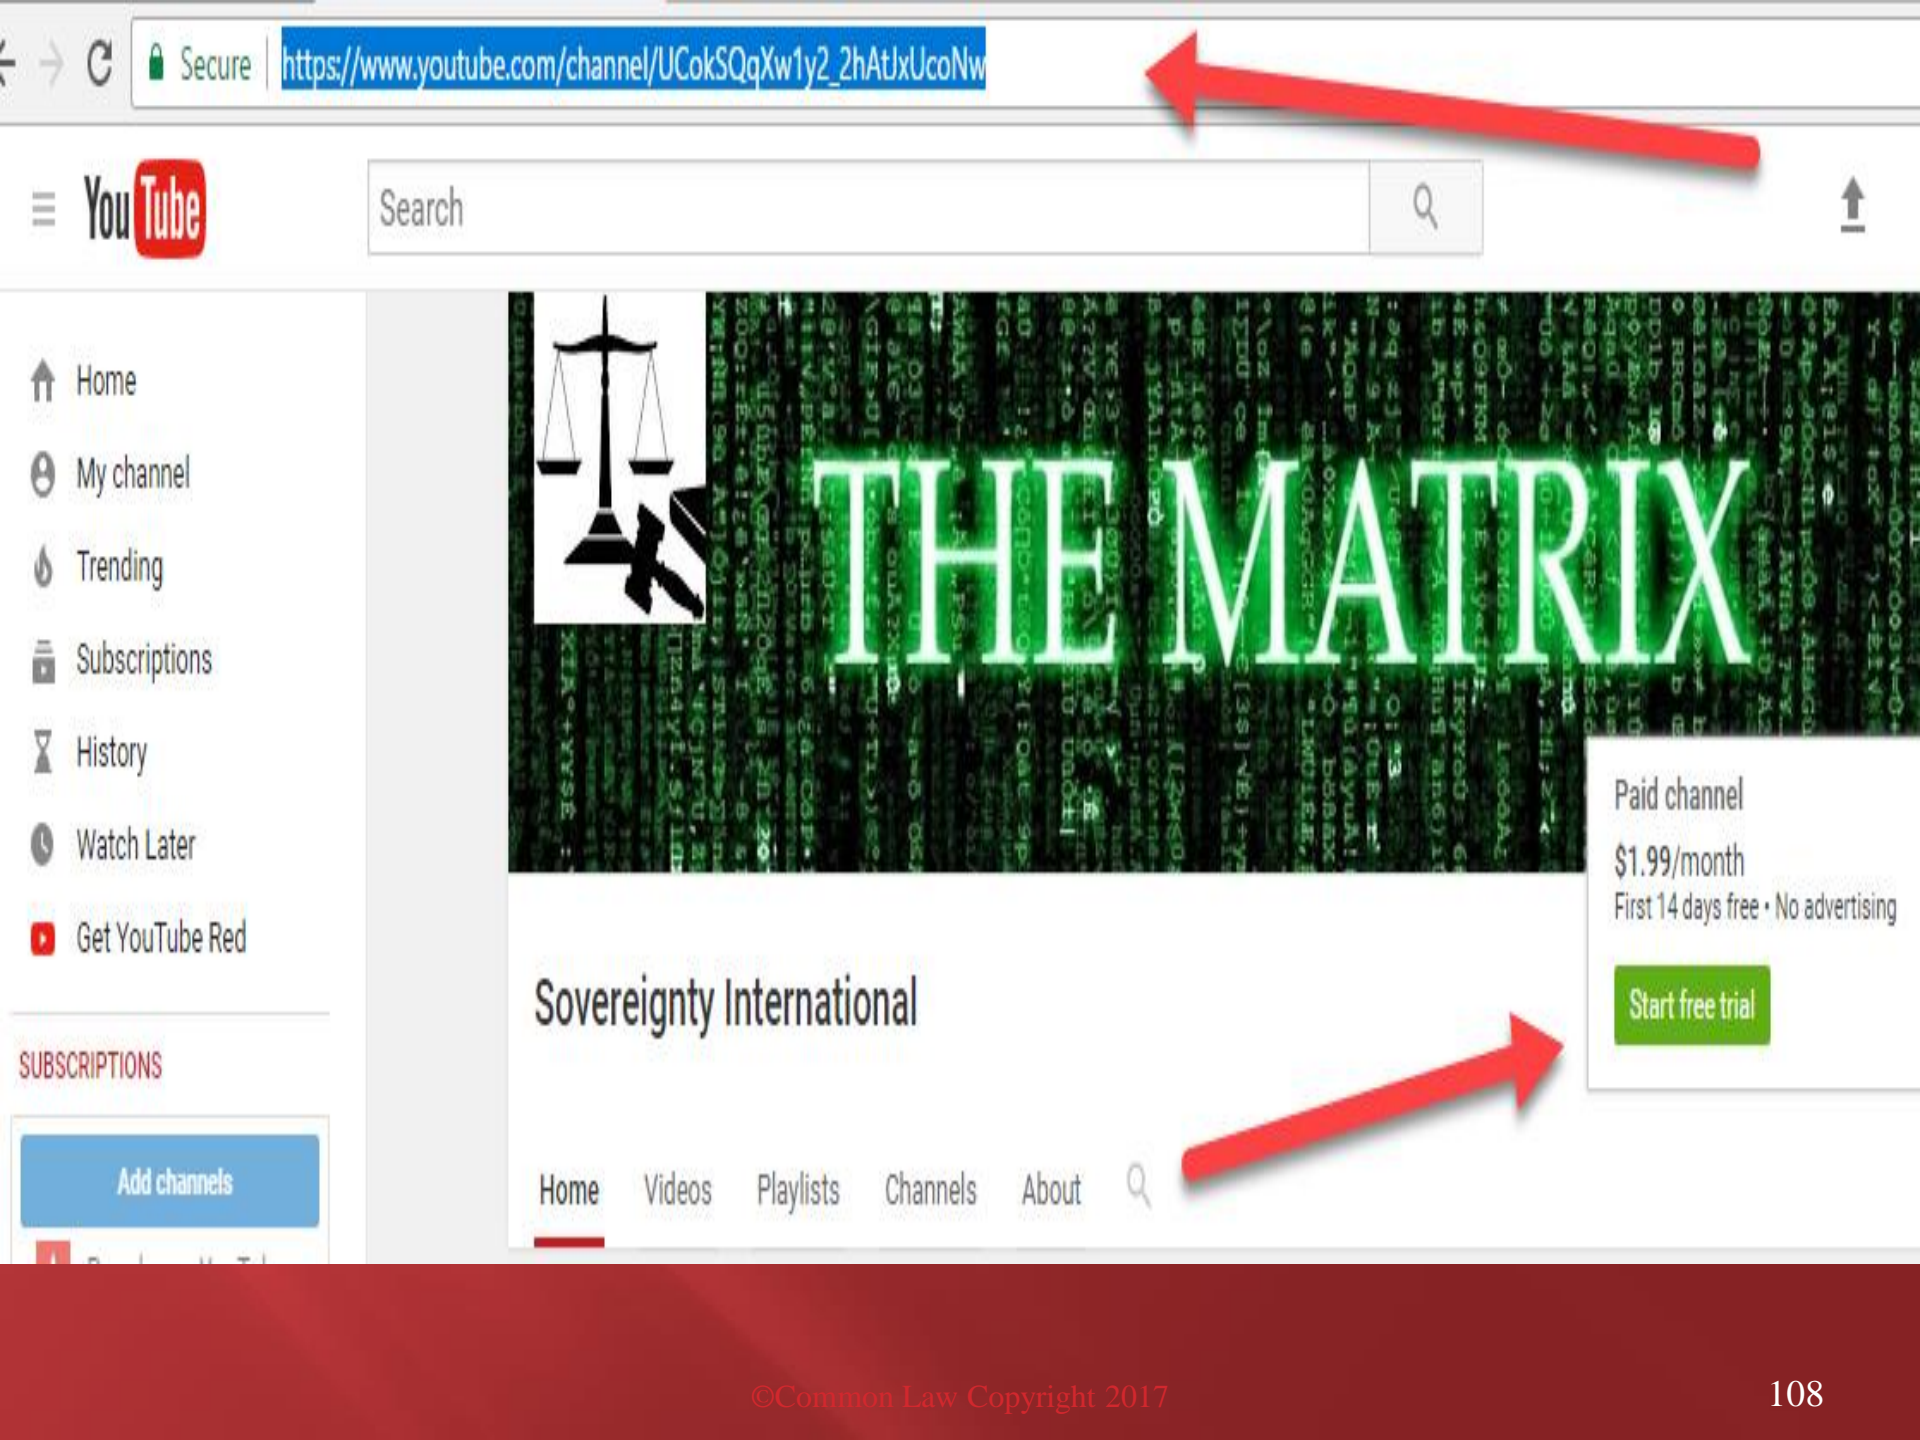 Secure https://www.youtube.com/channel/UCokSQqXw1y2_2hAtJxUcoNw
YouTube
Search
Home
My channel
Trending
Subscriptions
History
Watch Later
Get YouTube Red
SUBSCRIPTIONS
Add channels
THE MATRIX
Paid channel
$1.99/month
First 14 days free • No advertising
Start free trial
Sovereignty International
Home Videos Playlists Channels About
©Common Law Copyright 2017
108